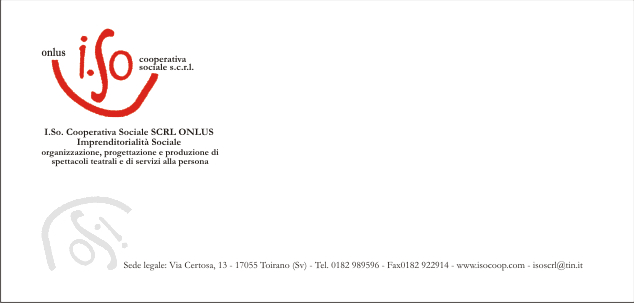 onlus
i.so
cooperativa
sociale s.c.r.l.
I.So. Cooperativa Sociale SCRL ONLUS
Imprenditorialità Sociale
organizzazione, progettazione e produzione di
spettacoli teatrali e di servizi alla persona
i.so
Sede legale: Via Certosa, 13 - 17055 Toirano (Sv) - Tel. 0182 989596 - Fax0182 922914 - www.isocoop.com - isoscrl@tin.it